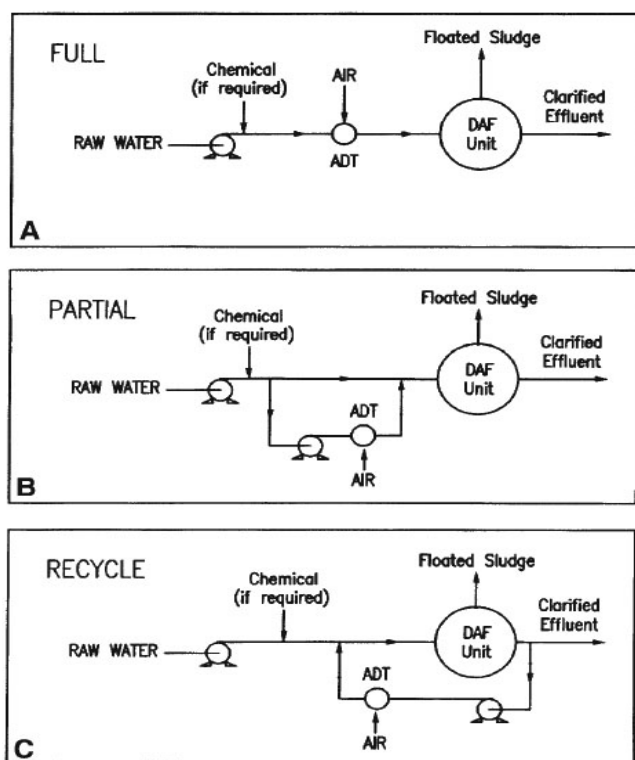 FULL
Floated Sludge
Chemical
(if required)
AIR
Clarified
Effluent
RAW WATER
DAF
Unit
ADT
A
PARTIAL
Floated Sludge
Chemical
(if required)
Clarified
Effluent
RAW WATER
DAF
Unit
ADT
AIR
B
RECYCLE
Floated Sludge
Chemical
(if required)
Clarified
Effluent
RAW WATER
DAF
Unit
ADT
AIR
C